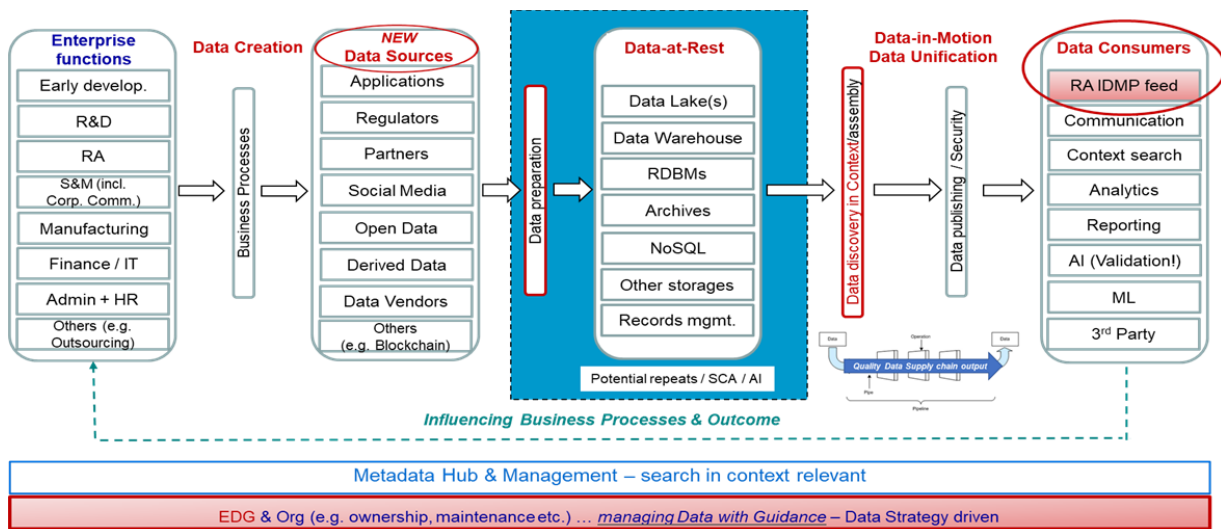 Enterprise
functions
Early develop.
R&D
RA
S&M (incl.
Corp. Comm.)
Manufacturing
Finance / IT
Admin + HR
Others (e.g.
Outsourcing)
Data Creation
Business Processes
NEW
Data Sources
Applications
Regulators
Partners
Social Media
Open Data
Derived Data
Data Vendors
Others
(e.g. Blockchain)
Data preparation
Data-at-Rest
Data Lake(s)
Data Warehouse
RDBMs
Archives
NoSQL
Other storages
Records mgmt.
Potential repeats / SCA / AI
Data-in-Motion
Data Unification
Data discovery in Context/assembly
Data publishing / Security
Data
Operation
Data
Quality Data Supply chain output
Pipe
Pipeline
Data Consumers
RA IDMP feed
Communication
Context search
Analytics
Reporting
AI (Validation!)
ML
3rd Party
Influencing Business Processes & Outcome
Metadata Hub & Management – search in context relevant
EDG & Org (e.g. ownership, maintenance etc.) … managing Data with Guidance – Data Strategy driven